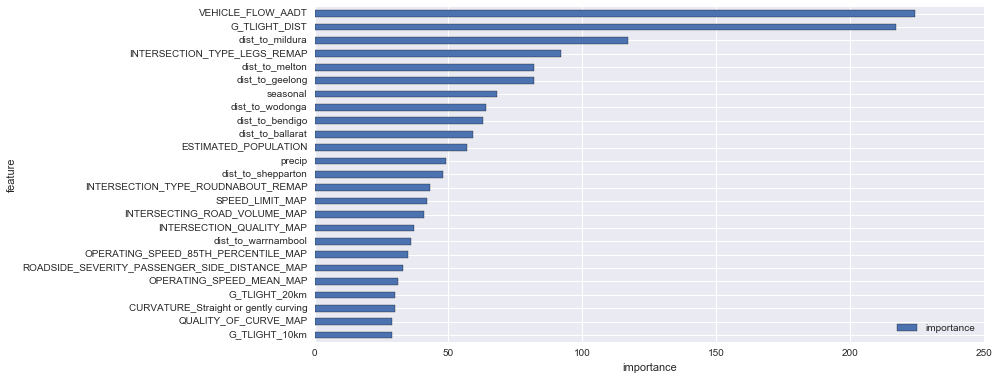 VEHICLE_FLOW_AADT
G_TLIGHT_DIST
dist_to_mildura
INTERSECTION_TYPE_LEGS_REMAP
dist_to_melton
dist_to_geelong
seasonal
dist_to_wodonga
dist_to_bendigo
dist_to_ballarat
ESTIMATED_POPULATION
precip
dist_to_shepparton
INTERSECTION_TYPE_ROUDNABOUT_REMAP
SPEED_LIMIT_MAP
INTERSECTING_ROAD_VOLUME_MAP
INTERSECTION_QUALITY_MAP
dist_to_warrnambool
OPERATING_SPEED_85TH_PERCENTILE_MAP
ROADSIDE_SEVERITY_PASSENGER_SIDE_DISTANCE_MAP
OPERATING_SPEED_MEAN_MAP
G_TLIGHT_20km
CURVATURE_Straight or gently curving
QUALITY_OF_CURVE_MAP
G_TLIGHT_10km
feature
importance
0 50 100 150 200 250
importance